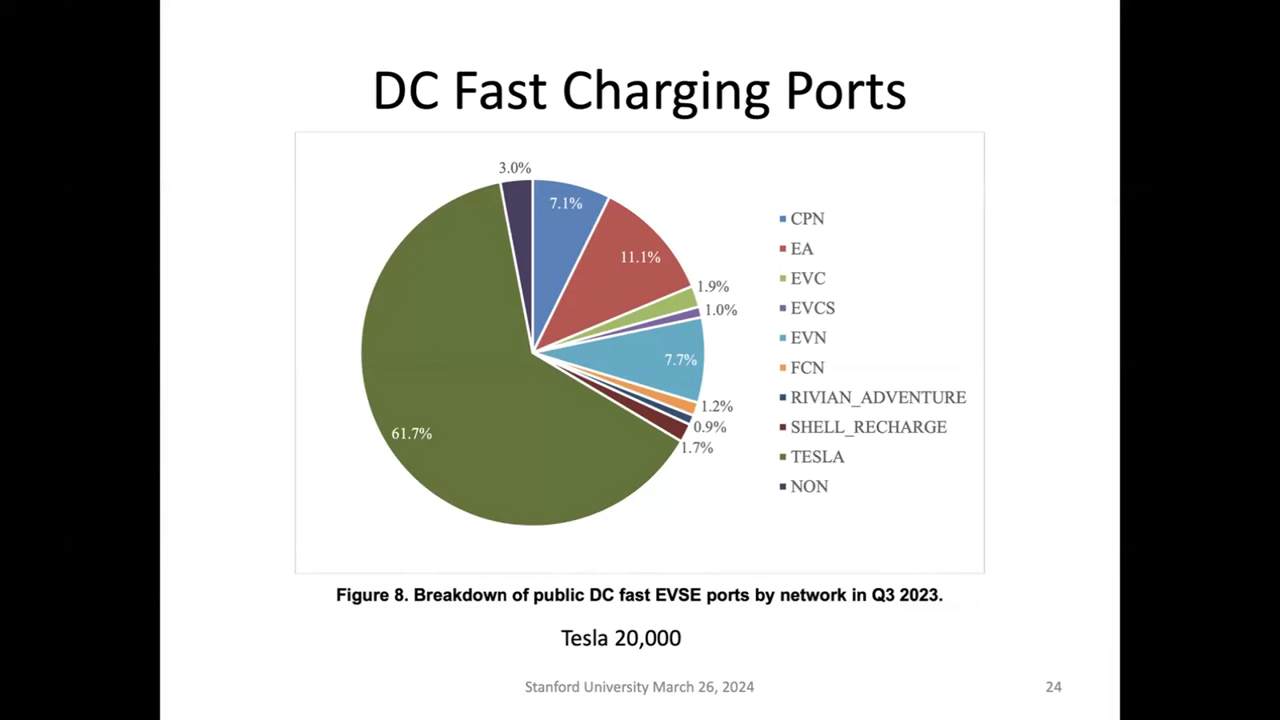 DC Fast Charging Ports
3.0%
7.1%
11.1%
1.9%
1.0%
7.7%
1.2%
0.9%
1.7%
61.7%
CPN
EA
EVC
EVCS
EVN
FCN
RIVIAN_ADVENTURE
SHELL_RECHARGE
TESLA
NON
Figure 8. Breakdown of public DC fast EVSE ports by network in Q3 2023.
Tesla 20,000
Stanford University March 26, 2024
24